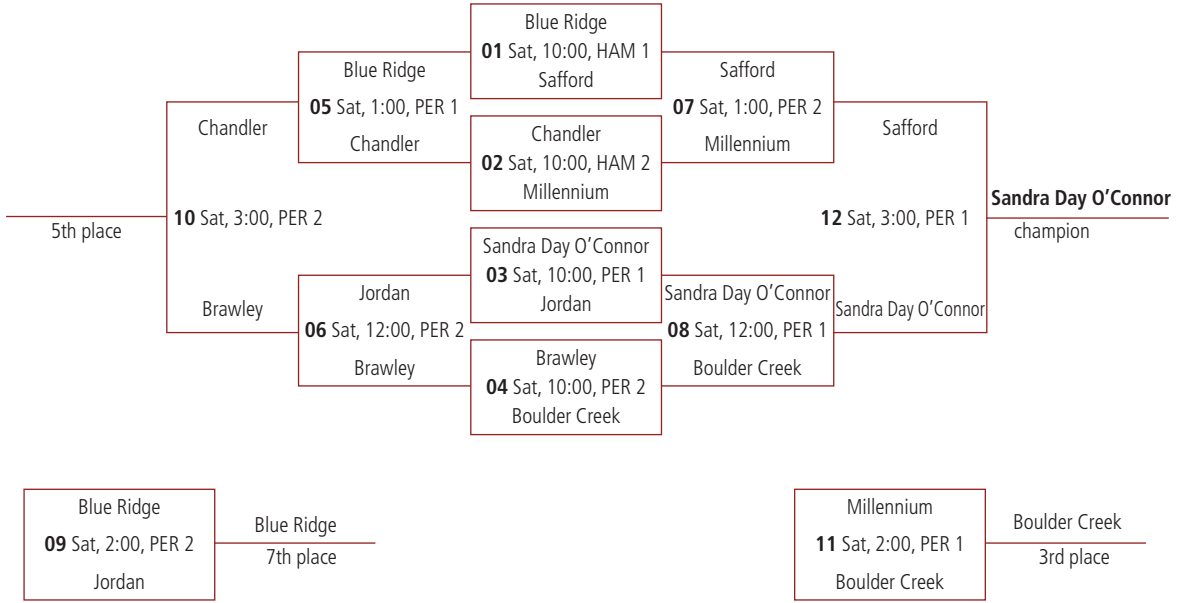 Blue Ridge
01 Sat, 10:00, HAM 1
Safford
Blue Ridge
05 Sat, 1:00, PER 1
Chandler
Safford
07 Sat, 1:00, PER 2
Millennium
Chandler
02 Sat, 10:00, HAM 2
Millennium
Chandler
10 Sat, 3:00, PER 2
Brawley
5th place
Safford
12 Sat, 3:00, PER 1
Sandra Day O’Connor
Sandra Day O’Connor
champion
Sandra Day O’Connor
03 Sat, 10:00, PER 1
Jordan
Jordan
06 Sat, 12:00, PER 2
Brawley
Sandra Day O’Connor
08 Sat, 12:00, PER 1
Boulder Creek
Brawley
04 Sat, 10:00, PER 2
Boulder Creek
Blue Ridge
09 Sat, 2:00, PER 2
Jordan
Blue Ridge
7th place
Millennium
11 Sat, 2:00, PER 1
Boulder Creek
Boulder Creek
3rd place